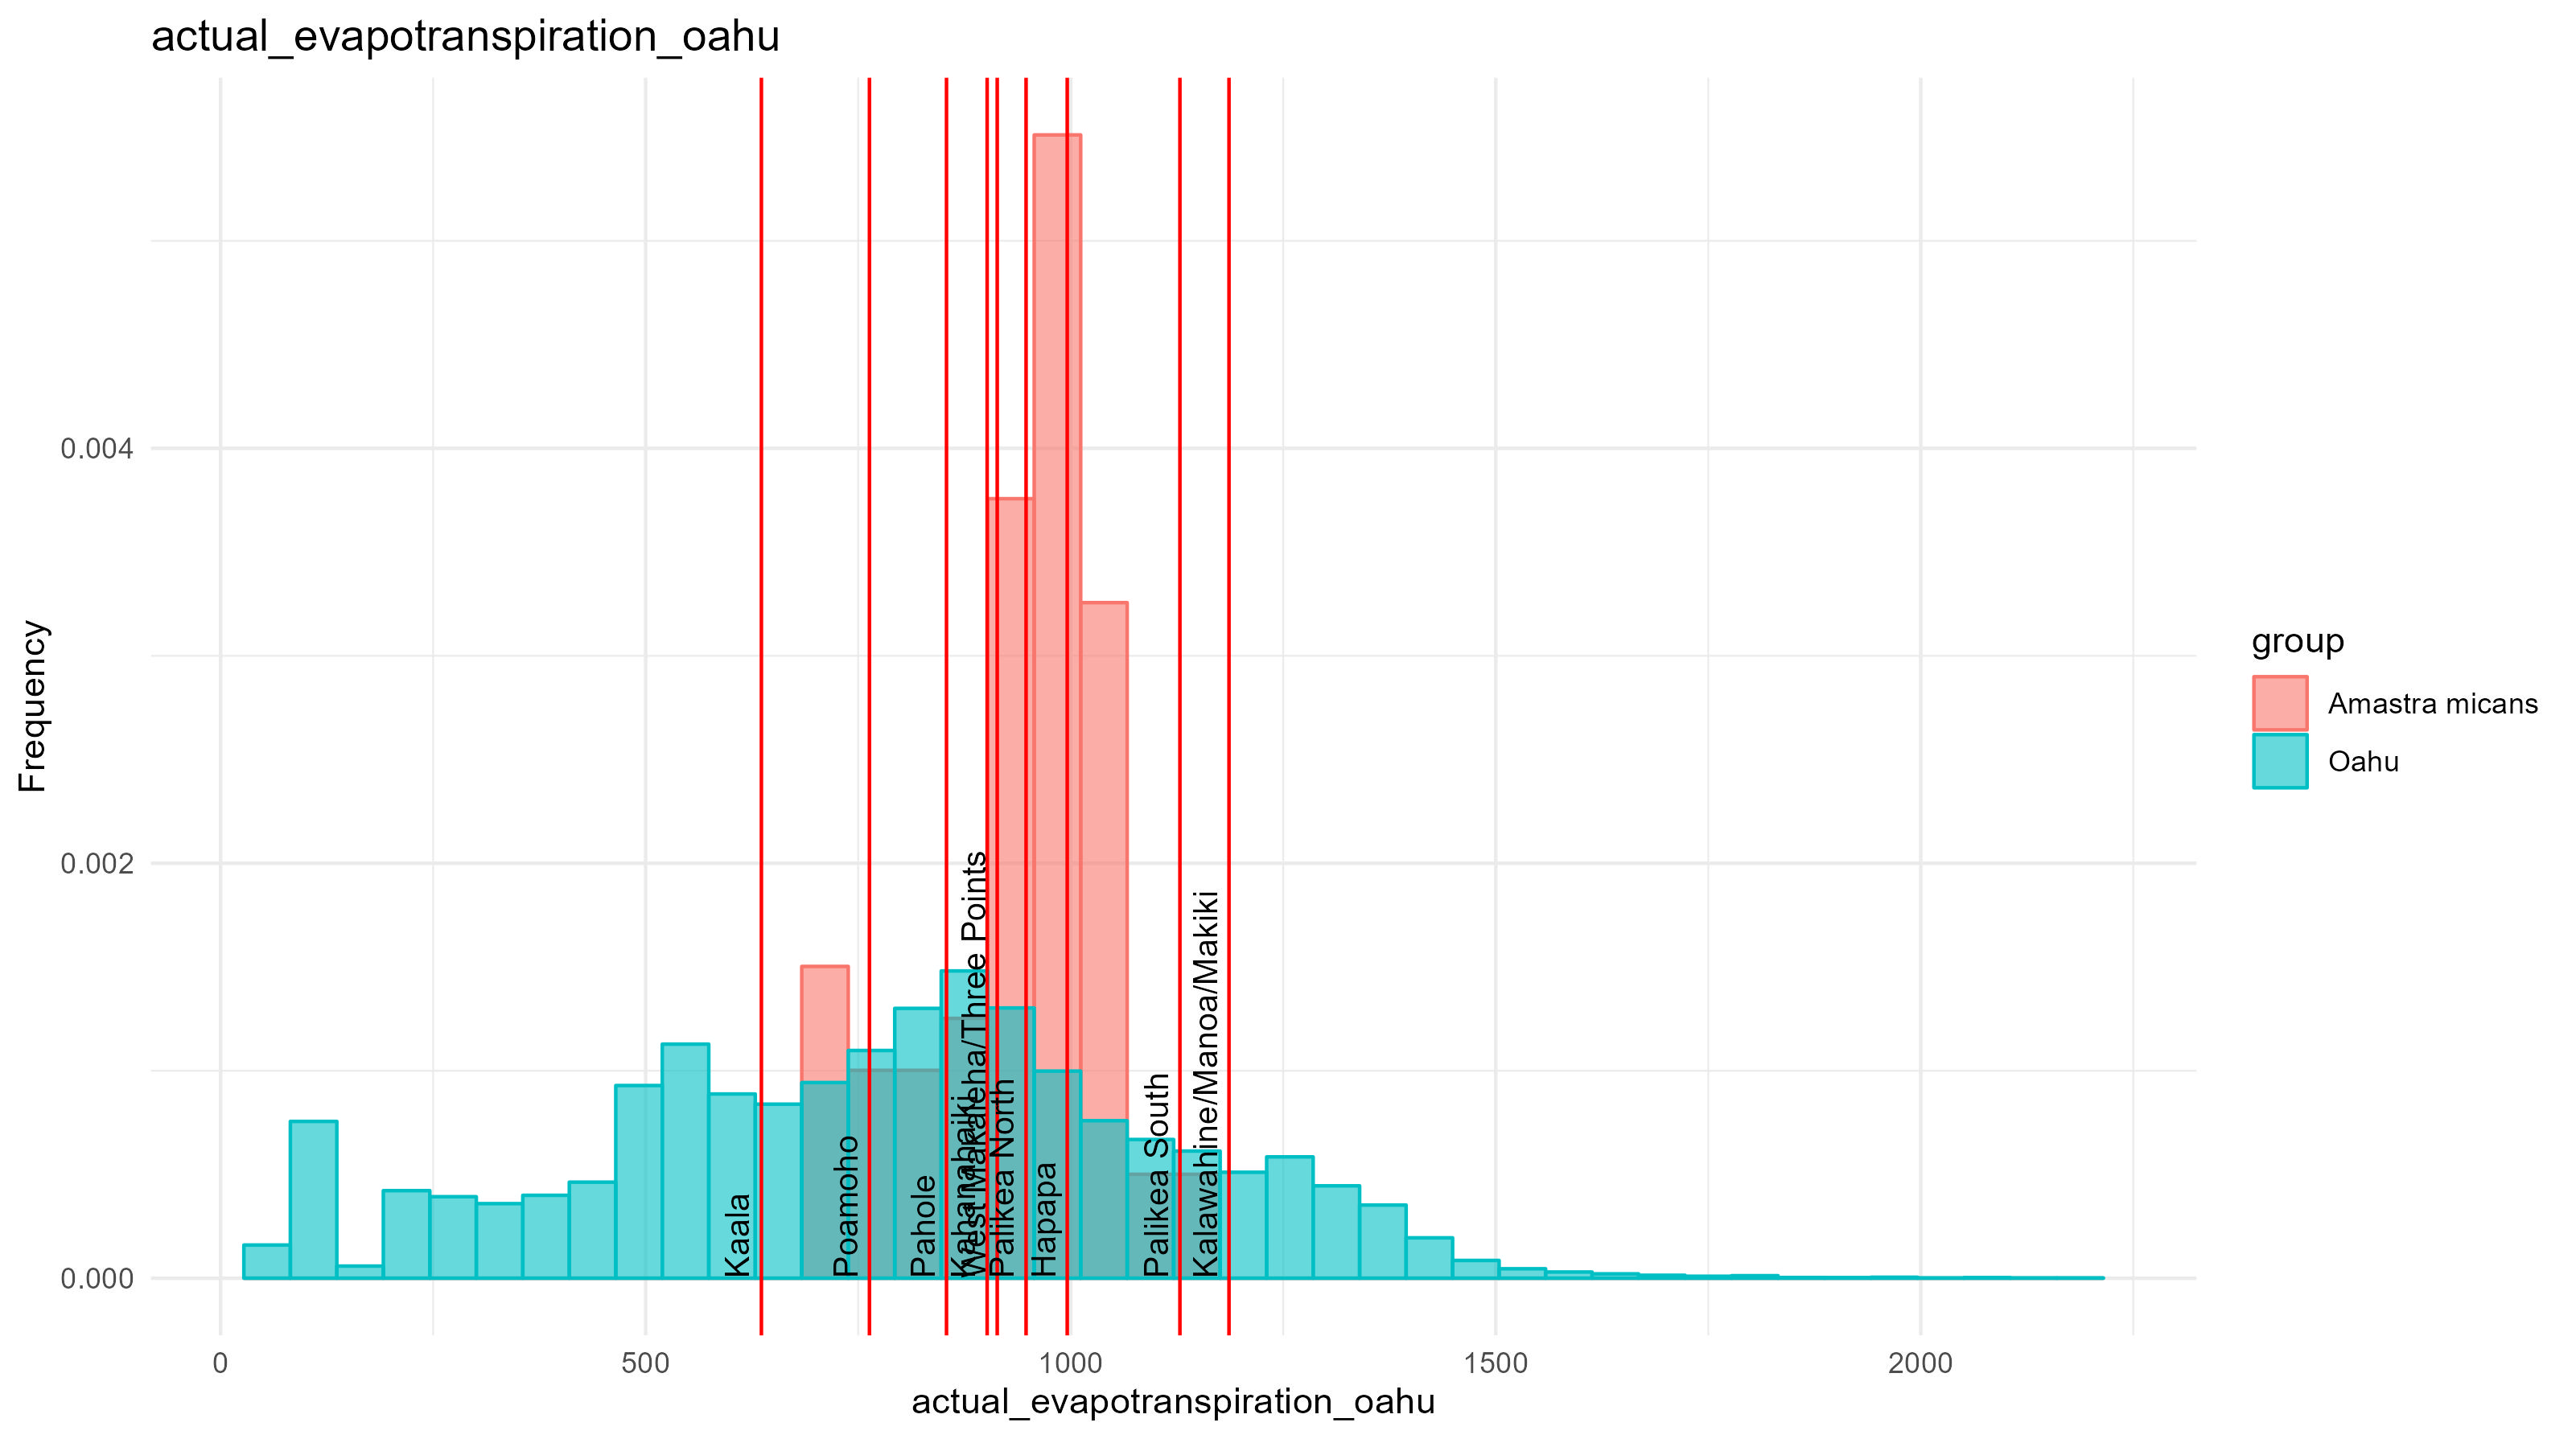 actual_evapotranspiration_oahu
Frequency
0.004
0.002
0.000
0
500
1000
1500
2000
actual_evapotranspiration_oahu
Kaala
Poamoho
Pahole
Kahanahaiki
West Makaleha/Three Points
Palikea North
Hapapa
Palikea South
Kalawahine/Manoa/Makiki
group
Amastra micans
Oahu